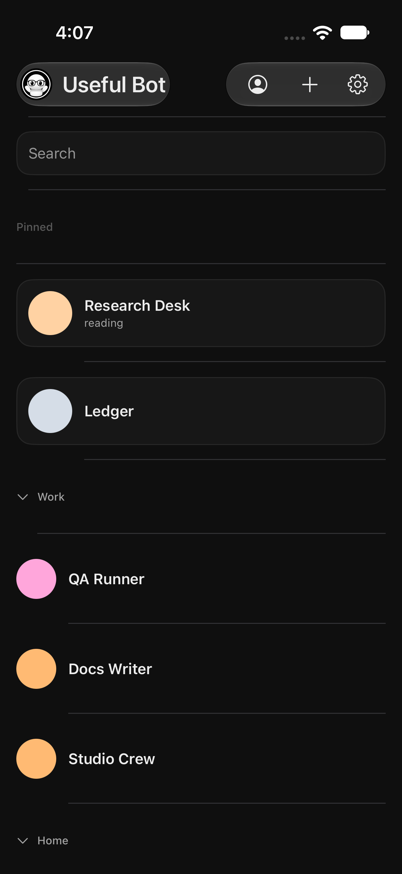 4:07
Useful Bot
Search
Pinned
Research Desk
reading
Ledger
Work
QA Runner
Docs Writer
Studio Crew
Home